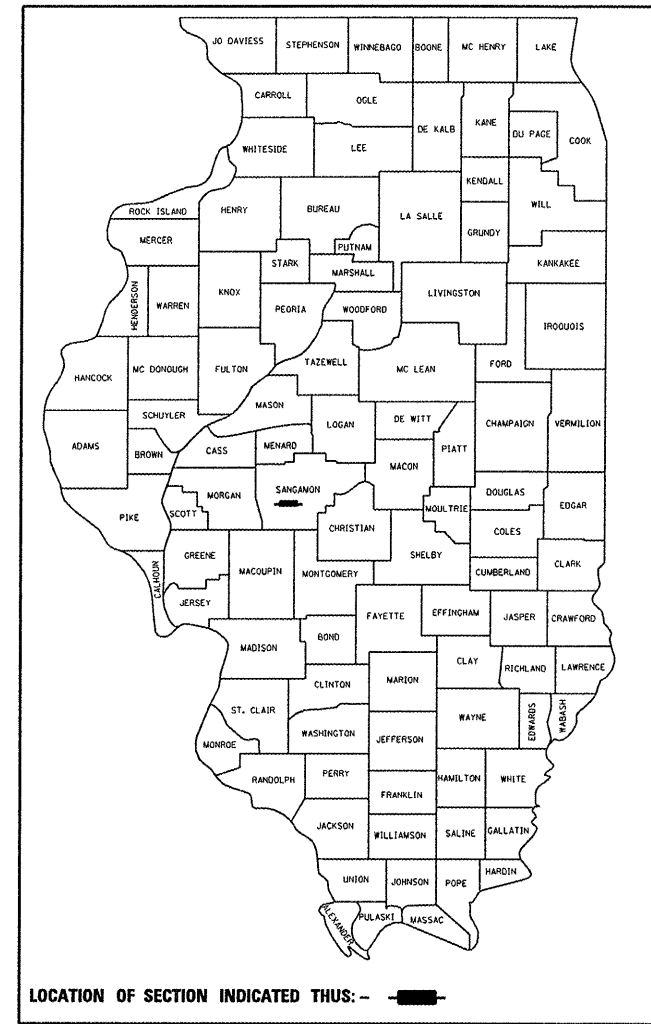 JO DAVIESS STEPHENSON WINNEBAGO BOONE MC HENRY LAKE
CARROLL OGLE DE KALB KANE DU PAGE COOK
WHITESIDE LEE
KENDALL
ROCK ISLAND HENRY BUREAU LA SALLE WILL
MERCER PUTNAM GRUNDY
STARK MARSHALL KANKAKEE
HENDERSON WARREN KNOX PEORIA WOODFORD LIVINGSTON IROQUOIS
HANCOCK MC DONOUGH FULTON TAZEWELL MC LEAN FORD
SCHUYLER MASON LOGAN DE WITT CHAMPAIGN VERMILION
ADAMS BROWN CASS MENARD MACON PIATT
PIKE SCOTT MORGAN SANGAMON CHRISTIAN MOULTRIE DOUGLAS EDGAR
COLES
GREENE MACOUPIN MONTGOMERY SHELBY CUMBERLAND CLARK
CALHOUN JERSEY FAYETTE EFFINGHAM JASPER CRAWFORD
MADISON BOND CLAY RICHLAND LAWRENCE
CLINTON MARION
ST. CLAIR WASHINGTON WAYNE EDWARDS WABASH
MONROE JEFFERSON
RANDOLPH PERRY HAMILTON WHITE
FRANKLIN
JACKSON WILLIAMSON SALINE GALLATIN
UNION JOHNSON POPE HARDIN
ALEXANDER PULASKI MASSAC
LOCATION OF SECTION INDICATED THUS: -